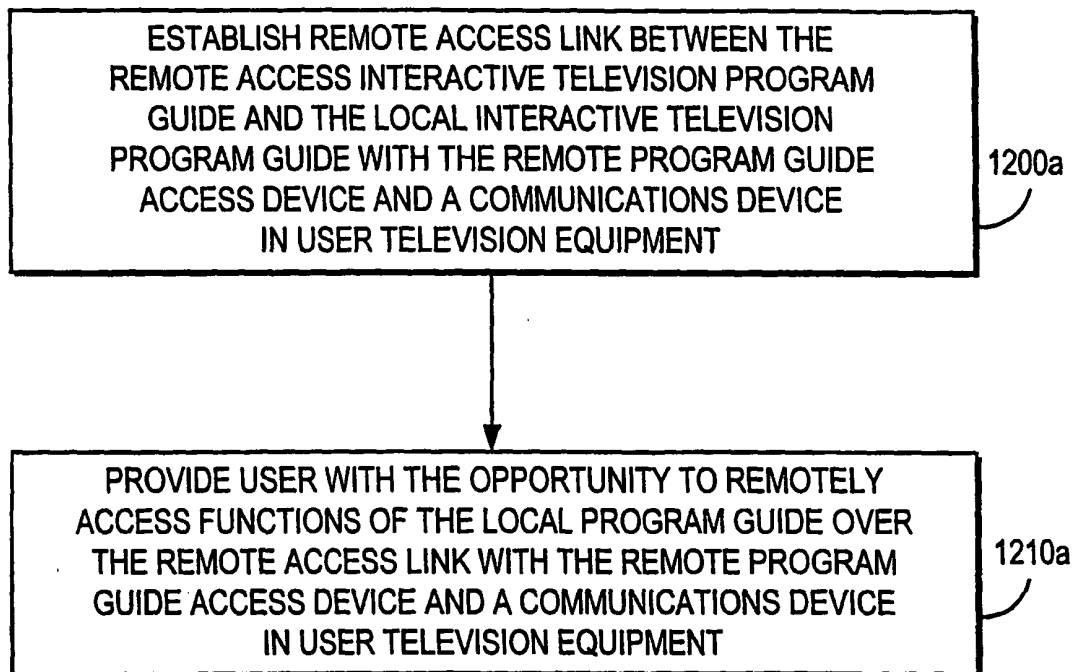 ESTABLISH REMOTE ACCESS LINK BETWEEN THE
REMOTE ACCESS INTERACTIVE TELEVISION PROGRAM
GUIDE AND THE LOCAL INTERACTIVE TELEVISION
PROGRAM GUIDE WITH THE REMOTE PROGRAM GUIDE
ACCESS DEVICE AND A COMMUNICATIONS DEVICE
IN USER TELEVISION EQUIPMENT
1200a
PROVIDE USER WITH THE OPPORTUNITY TO REMOTELY
ACCESS FUNCTIONS OF THE LOCAL PROGRAM GUIDE OVER
THE REMOTE ACCESS LINK WITH THE REMOTE PROGRAM
GUIDE ACCESS DEVICE AND A COMMUNICATIONS DEVICE
IN USER TELEVISION EQUIPMENT
1210a